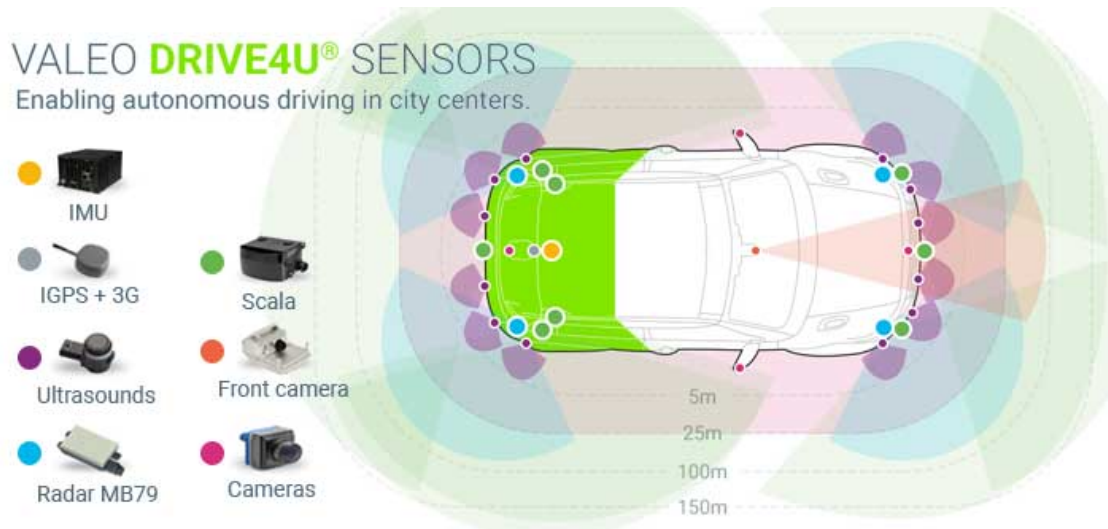 VALEO DRIVE4U® SENSORS
Enabling autonomous driving in city centers.
IMU
IGPS + 3G
Scala
Ultrasounds
Front camera
Radar MB79
Cameras
5m
25m
100m
150m